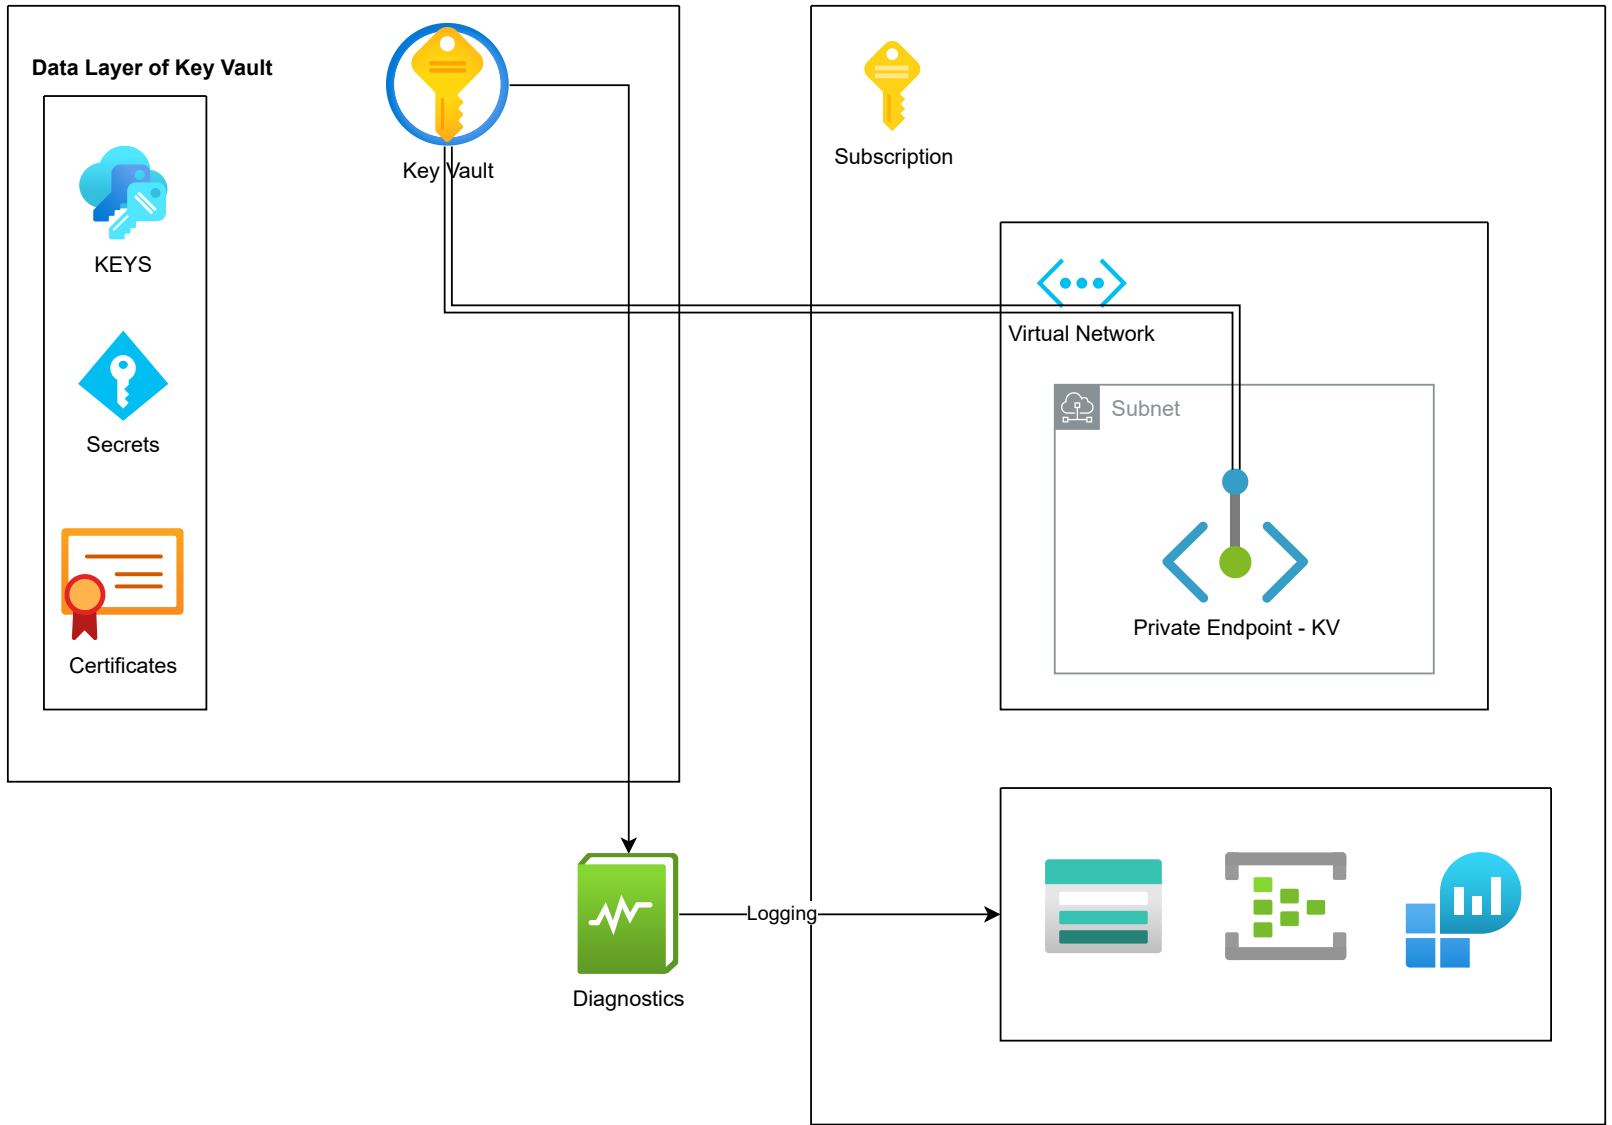 Data Layer of Key Vault
Key Vault
KEYS
Secrets
Certificates
Subscription
Virtual Network
Subnet
Private Endpoint - KV
Logging
Diagnostics